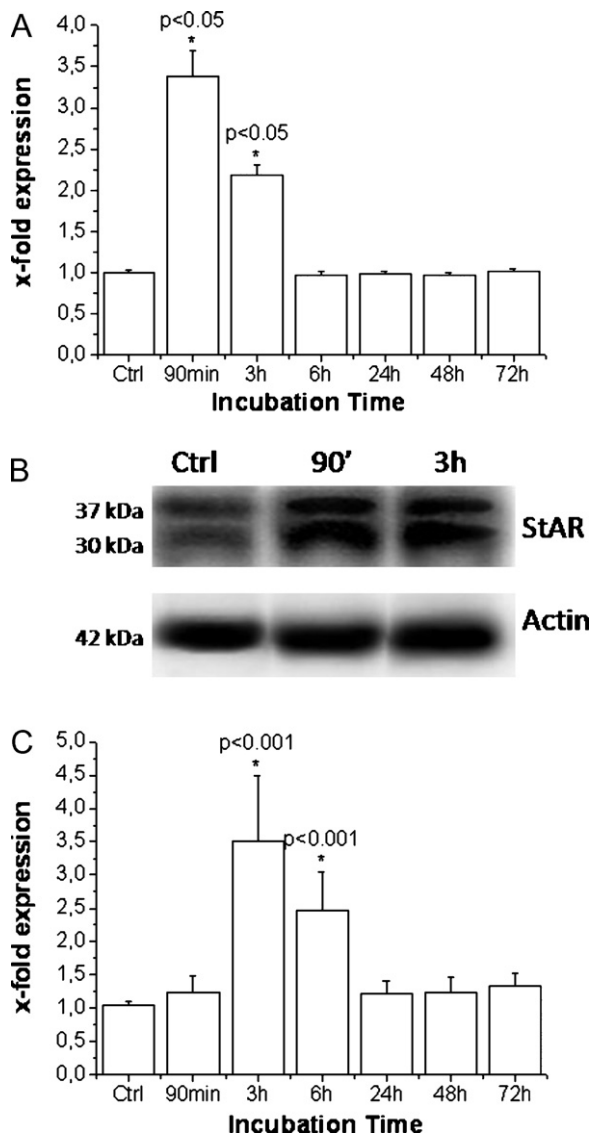 A
x-fold expression
4,0
3,5
3,0
2,5
2,0
1,5
1,0
0,5
0,0
p<0.05
*
p<0.05
*
Ctrl 90min 3h 6h 24h 48h 72h
Incubation Time
B
Ctrl 90' 3h
37 kDa
30 kDa
StAR
42 kDa
Actin
C
x-fold expression
5,0
4,5
4,0
3,5
3,0
2,5
2,0
1,5
1,0
0,5
0,0
p<0.001
*
p<0.001
*
Ctrl 90min 3h 6h 24h 48h 72h
Incubation Time